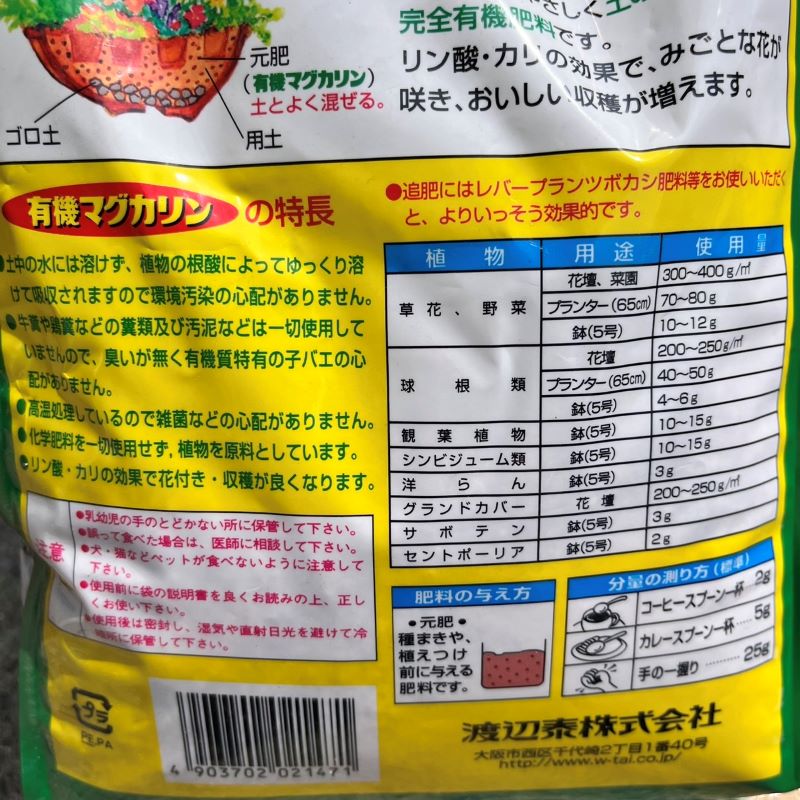 元肥
(有機マグカリン)
土とよく混ぜる。
ゴロ土
用土
完全有機肥料です。
リン酸・カリの効果で、みごとな花が
咲き、おいしい収穫が増えます。
有機マグカリン の特長
●土中の水には溶けず、植物の根酸によってゆっくり溶
けて吸収されますので環境汚染の心配がありません。
●牛糞や鶏糞などの糞類及び汚泥などは一切使用して
いませんので、臭いが無く有機質特有の子バエの心
配がありません。
●高温処理しているので雑菌などの心配がありません。
●化学肥料を一切使用せず,植物を原料としています。
●リン酸・カリの効果で花付き・収穫が良くなります。
注意
●乳幼児の手のとどかない所に保管して下さい。
●誤って食べた場合は、医師に相談して下さい。
●犬・猫などペットが食べないように注意して
下さい。
●使用前に袋の説明書を良くお読みの上、正し
くお使い下さい。
●使用後は密封し、湿気や直射日光を避けて冷
暗所に保管して下さい。
プラ
PE,PA
4 903702 021471
●追肥にはレバープランツボカシ肥料等をお使いいただく
と、よりいっそう効果的です。
植物 用途 使用量
草花、野菜 花壇、菜園 300〜400g/㎡
プランター(65cm) 70〜80g
鉢(5号) 10〜12g
球根類 花壇 200〜250g/㎡
プランター(65cm) 40〜50g
鉢(5号) 4〜6g
観葉植物 鉢(5号) 10〜15g
シンビジューム類 鉢(5号) 10〜15g
洋らん 鉢(5号) 3g
グランドカバー 花壇 200〜250g/㎡
サボテン 鉢(5号) 3g
セントポーリア 鉢(5号) 2g
肥料の与え方
●元肥●
種まきや、
植えつけ
前に与える
肥料です。
分量の測り方(標準)
コーヒースプーン一杯 2g
カレースプーン一杯‥‥ 5g
手の一握り‥‥‥‥ 25g
渡辺泰株式会社
大阪市西区千代崎2丁目1番40号
http://www.w-tai.co.jp/